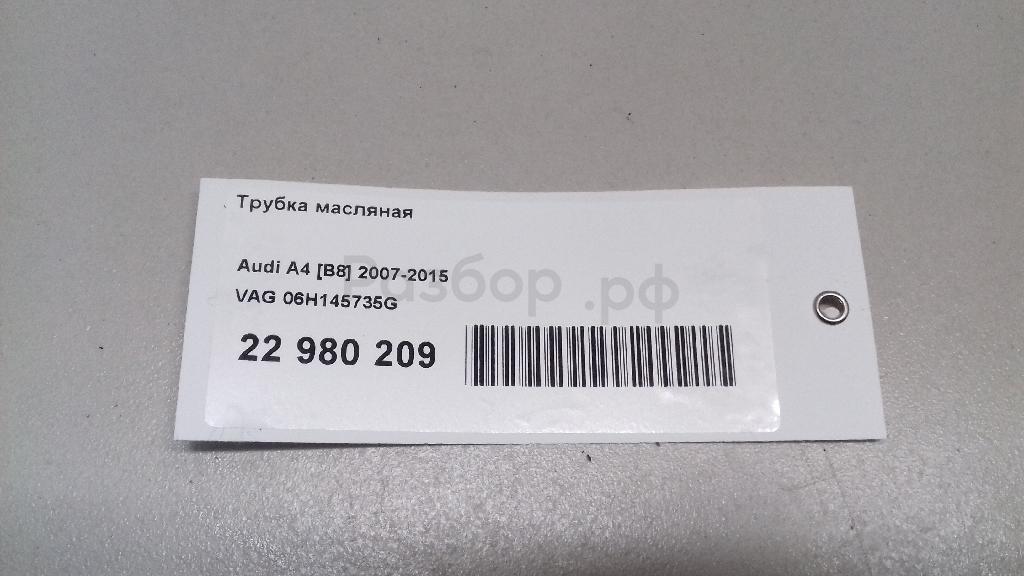 Трубка масляная
Audi A4 [B8] 2007-2015
Разбор.рф
VAG 06H145735G
22 980 209